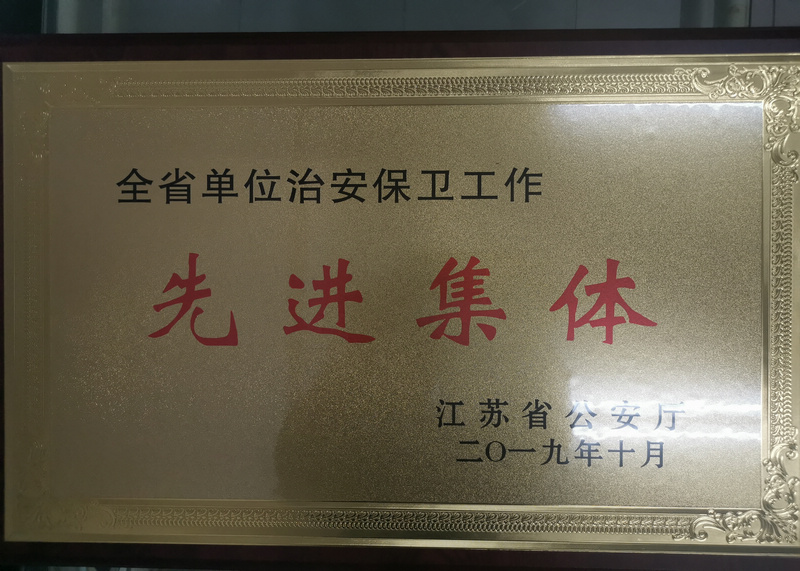 全省单位治安保卫工作
先进集体
江苏省公安厅
二〇一九年十月